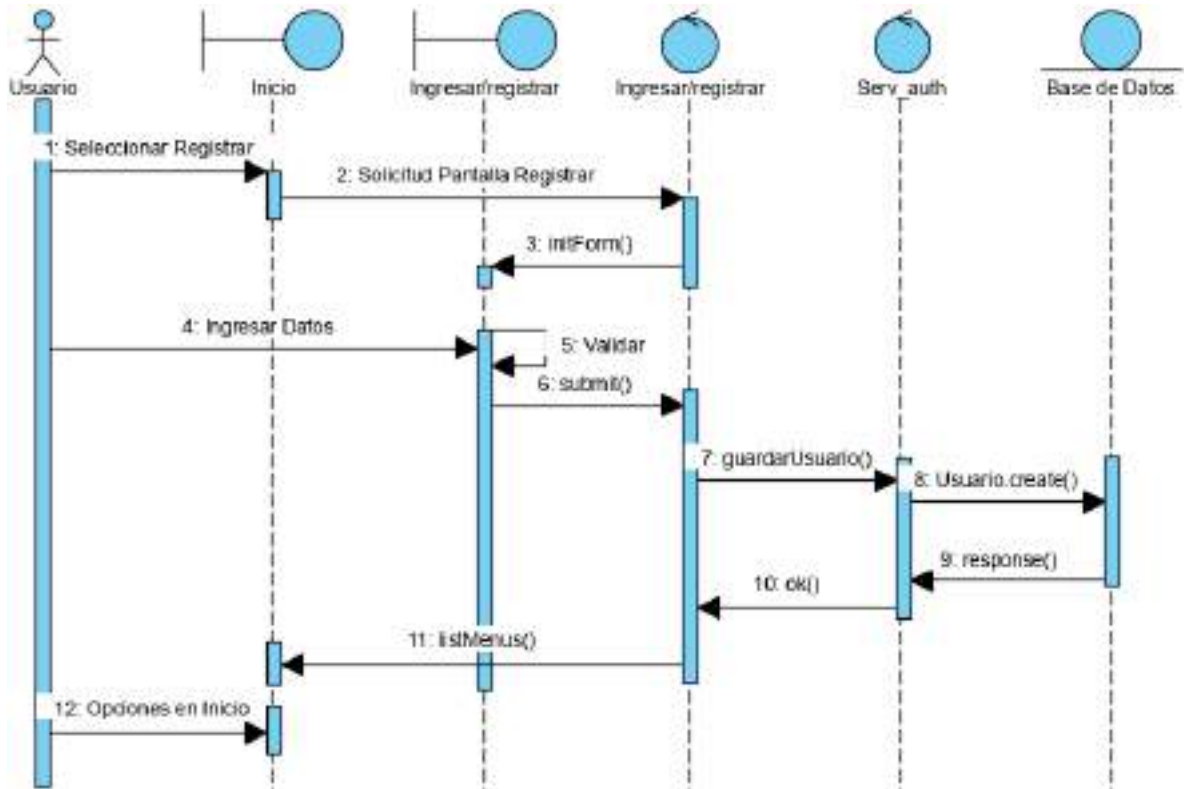 Usuario
Inicio
Ingresar/registrar
Ingresar/registrar
Serv_auth
Base de Datos
1: Seleccionar Registrar
2: Solicitud Pantalla Registrar
3: initForm()
4: Ingresar Datos
5: Validar
6: submit()
7: guardarUsuario()
8: Usuario.create()
9: response()
10: ok()
11: listMenus()
12: Opciones en Inicio